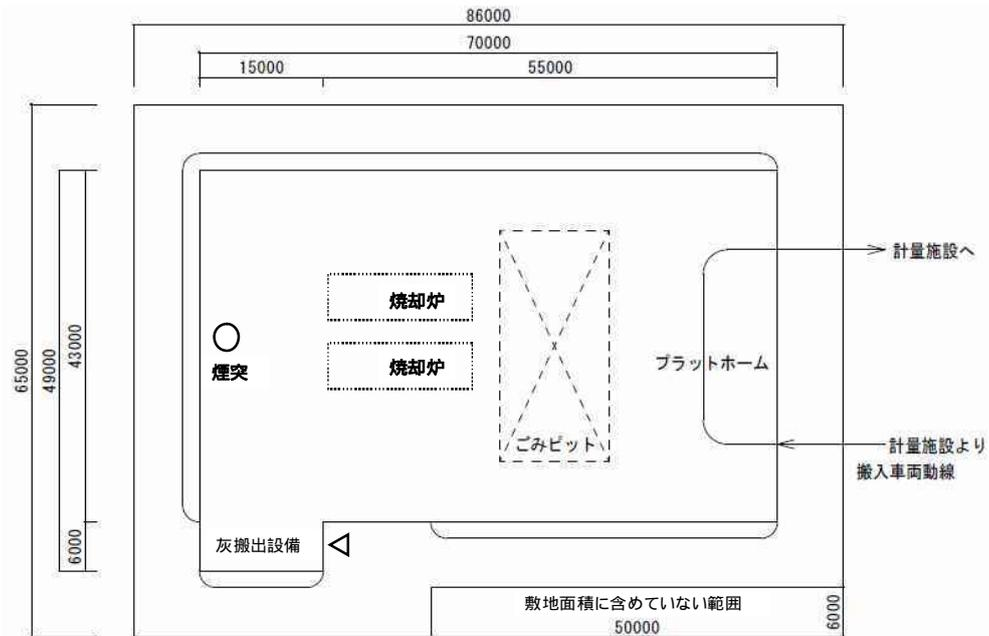 86000
70000
15000
55000
計量施設へ
焼却炉
煙突
焼却炉
プラットホーム
65000
49000
43000
ごみピット
計量施設より
搬入車両動線
6000
灰搬出設備
敷地面積に含めていない範囲
50000
6000